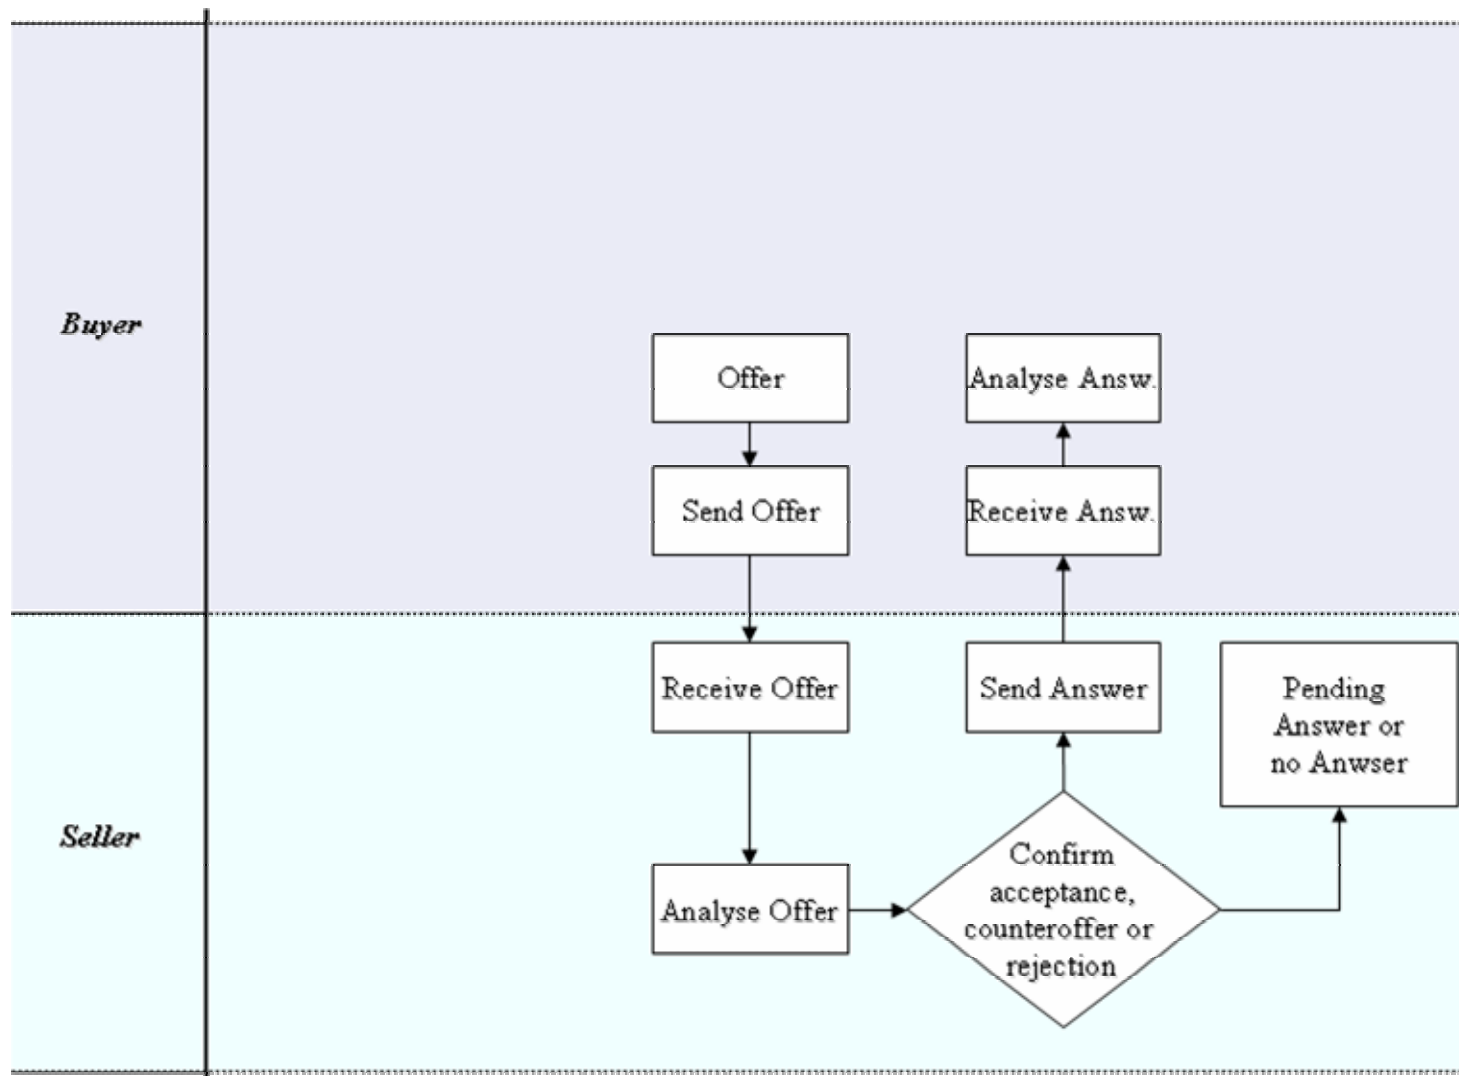 Buyer
Offer
Analyse Answ.
Send Offer
Receive Answ.
Seller
Receive Offer
Send Answer
Pending
Answer or
no Anwser
Analyse Offer
Confirm
acceptance,
counteroffer or
rejection